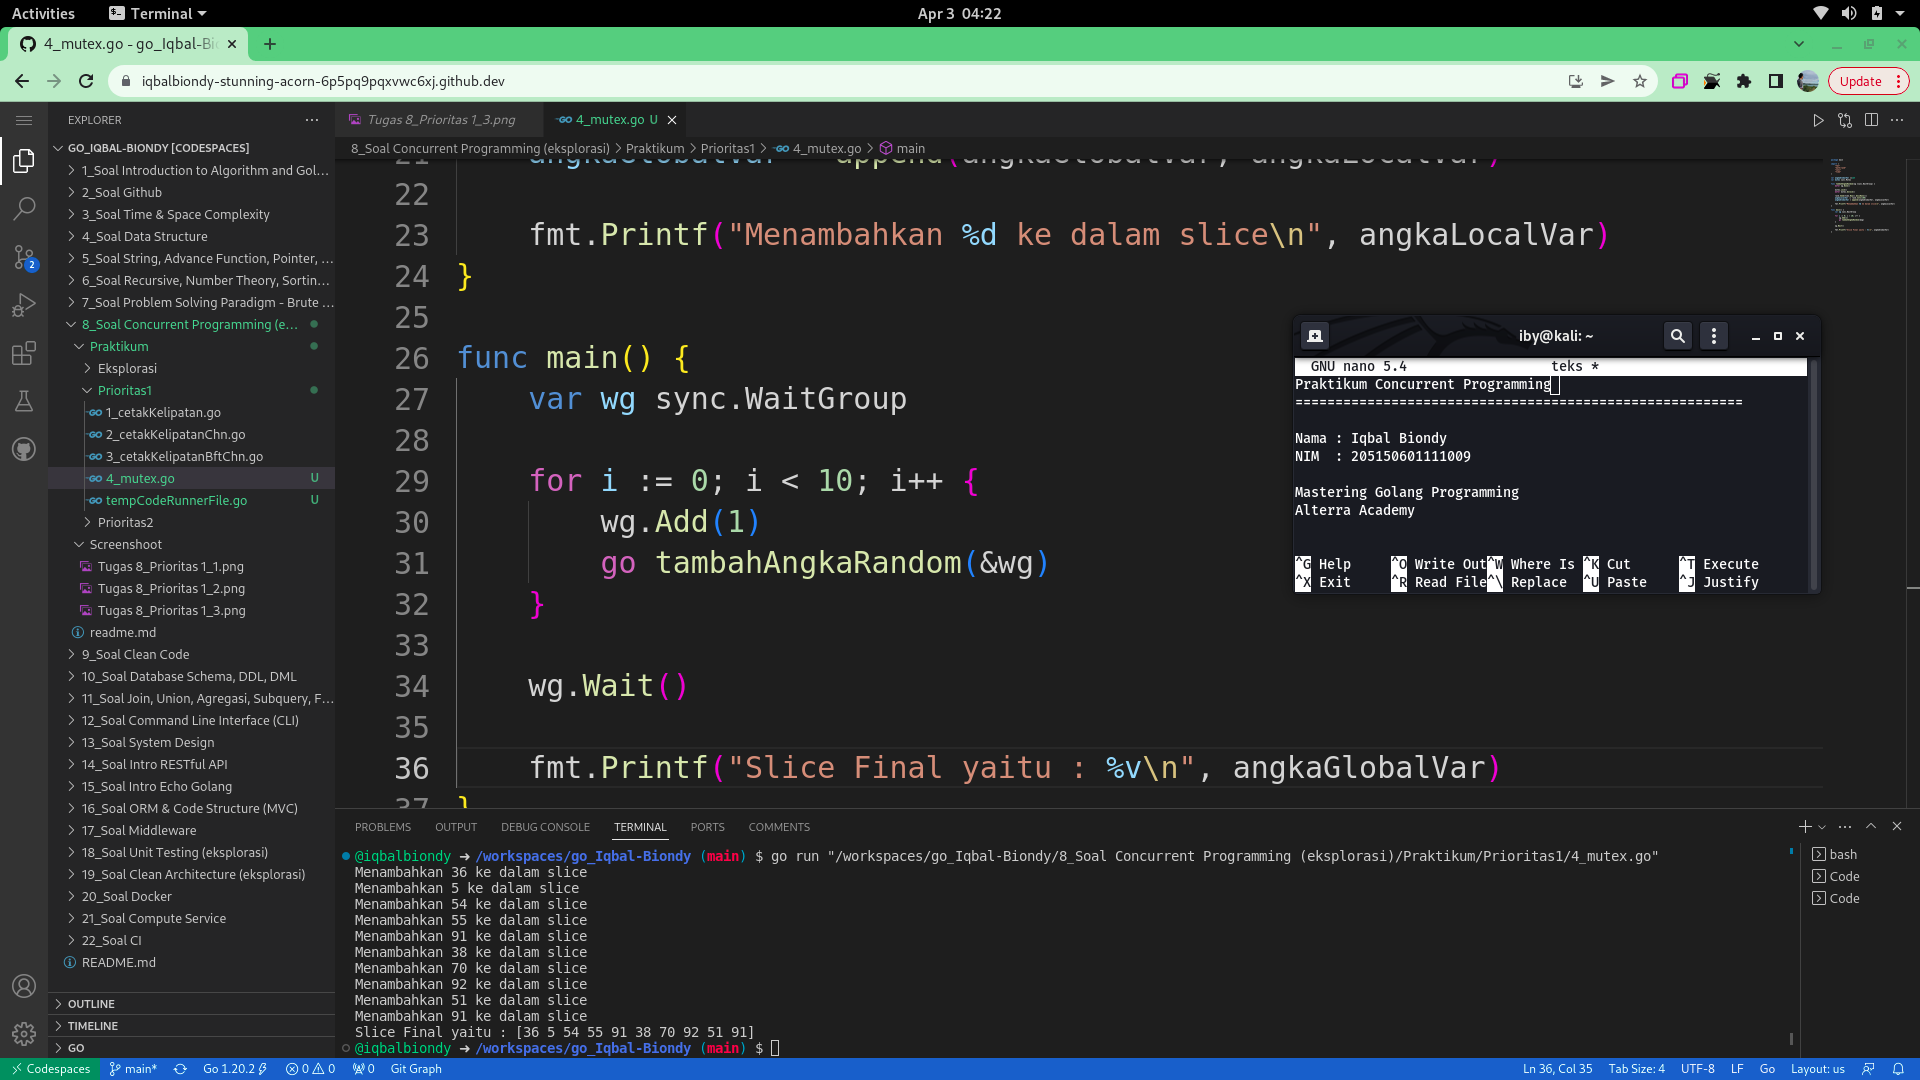 Activities
Terminal
Apr 3  04:22
4_mutex.go - go_Iqbal-Bi
iqbalbiondy-stunning-acorn-6p5pq9pqxvwc6xj.github.dev
Update
EXPLORER
GO_IQBAL-BIONDY [CODESPACES]
1_Soal Introduction to Algorithm and Gol...
2_Soal Github
3_Soal Time & Space Complexity
4_Soal Data Structure
5_Soal String, Advance Function, Pointer, ...
6_Soal Recursive, Number Theory, Sortin...
7_Soal Problem Solving Paradigm - Brute ...
8_Soal Concurrent Programming (e...
Praktikum
Eksplorasi
Prioritas1
1_cetakKelipatan.go
2_cetakKelipatanChn.go
3_cetakKelipatanBftChn.go
4_mutex.go U
tempCodeRunnerFile.go U
Prioritas2
Screenshoot
Tugas 8_Prioritas 1_1.png
Tugas 8_Prioritas 1_2.png
Tugas 8_Prioritas 1_3.png
readme.md
9_Soal Clean Code
10_Soal Database Schema, DDL, DML
11_Soal Join, Union, Agregasi, Subquery, F...
12_Soal Command Line Interface (CLI)
13_Soal System Design
14_Soal Intro RESTful API
15_Soal Intro Echo Golang
16_Soal ORM & Code Structure (MVC)
17_Soal Middleware
18_Soal Unit Testing (eksplorasi)
19_Soal Clean Architecture (eksplorasi)
20_Soal Docker
21_Soal Compute Service
22_Soal CI
README.md
OUTLINE
TIMELINE
GO
2
Tugas 8_Prioritas 1_3.png
4_mutex.go U
8_Soal Concurrent Programming (eksplorasi) > Praktikum > Prioritas1 > 4_mutex.go > main
21 angkaGlobalVar = append(angkaGlobalVar, angkaLocalVar)
22
23 fmt.Printf("Menambahkan %d ke dalam slice\n", angkaLocalVar)
24 }
25
26 func main() {
27 var wg sync.WaitGroup
28
29 for i := 0; i < 10; i++ {
30 wg.Add(1)
31 go tambahAngkaRandom(&wg)
32 }
33
34 wg.Wait()
35
36 fmt.Printf("Slice Final yaitu : %v\n", angkaGlobalVar)
37 }
iby@kali: ~
GNU nano 5.4 teks *
Praktikum Concurrent Programming
========================================================
Nama : Iqbal Biondy
NIM  : 205150601111009
Mastering Golang Programming
Alterra Academy
^G Help ^O Write Out ^W Where Is ^K Cut ^T Execute
^X Exit ^R Read File ^\ Replace ^U Paste ^J Justify
PROBLEMS OUTPUT DEBUG CONSOLE TERMINAL PORTS COMMENTS
@iqbalbiondy ➜ /workspaces/go_Iqbal-Biondy (main) $ go run "/workspaces/go_Iqbal-Biondy/8_Soal Concurrent Programming (eksplorasi)/Praktikum/Prioritas1/4_mutex.go"
Menambahkan 36 ke dalam slice
Menambahkan 5 ke dalam slice
Menambahkan 54 ke dalam slice
Menambahkan 55 ke dalam slice
Menambahkan 91 ke dalam slice
Menambahkan 38 ke dalam slice
Menambahkan 70 ke dalam slice
Menambahkan 92 ke dalam slice
Menambahkan 51 ke dalam slice
Menambahkan 91 ke dalam slice
Slice Final yaitu : [36 5 54 55 91 38 70 92 51 91]
@iqbalbiondy ➜ /workspaces/go_Iqbal-Biondy (main) $
bash
Code
Code
Codespaces main* Go 1.20.2 0 0 0 Git Graph
Ln 36, Col 35 Tab Size: 4 UTF-8 LF Go Layout: us